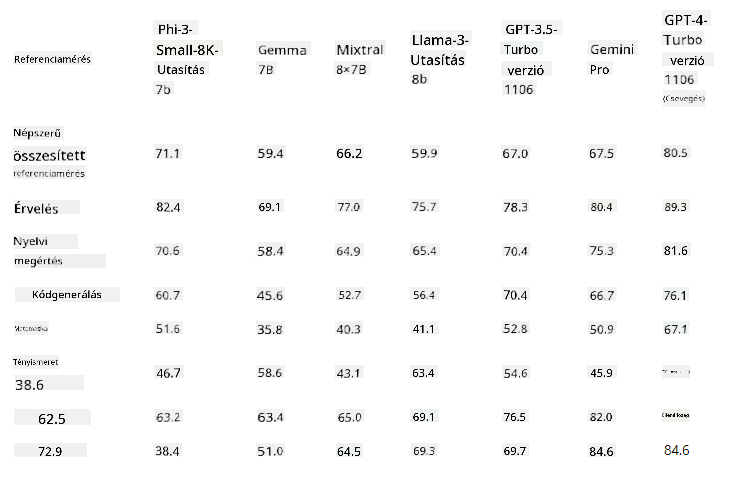 Referenciamérés Phi-3-Small-8K-Utasítás 7b Gemma 7B Mixtral 8×7B Llama-3-Utasítás 8b GPT-3.5-Turbo verzió 1106 Gemini Pro GPT-4-Turbo verzió 1106 (Csevegés)
Népszerű összesített referenciamérés 71.1 59.4 66.2 59.9 67.0 67.5 80.5
Érvelés 82.4 69.1 77.0 75.7 78.3 80.4 89.3
Nyelvi megértés 70.6 58.4 64.9 65.4 70.4 75.3 81.6
Kódgenerálás 60.7 45.6 52.7 56.4 70.4 66.7 76.1
Matematika 51.6 35.8 40.3 41.1 52.8 50.9 67.1
Tényismeret 38.6 46.7 58.6 43.1 63.4 54.6 45.9
62.5 63.2 63.4 65.0 69.1 76.5 82.0
72.9 38.4 51.0 64.5 69.3 69.7 84.6 84.6